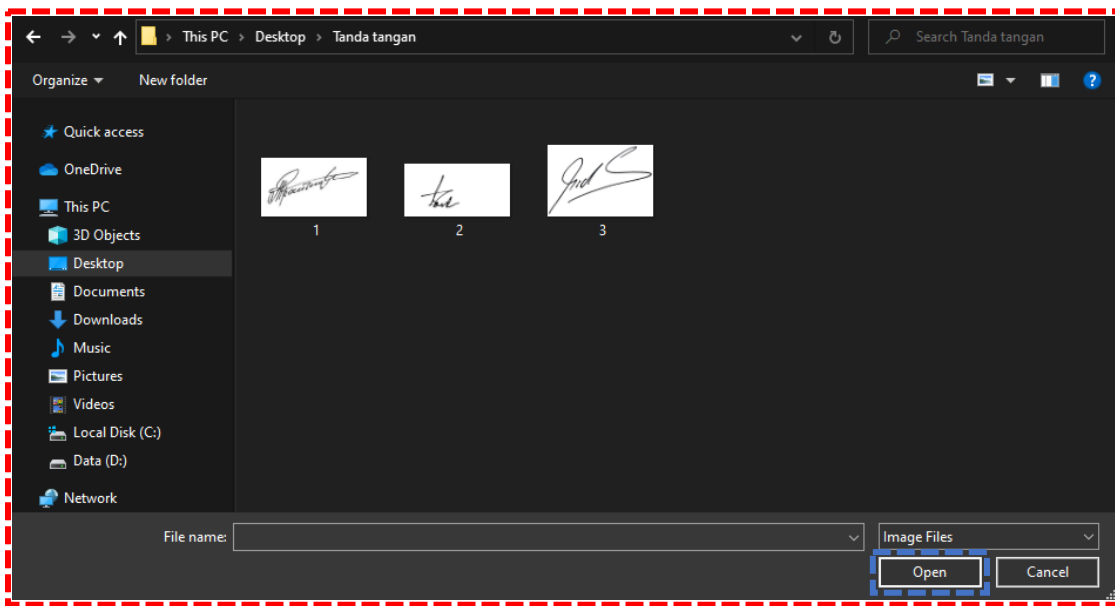 This PC > Desktop > Tanda tangan
Search Tanda tangan
Organize
New folder
Quick access
OneDrive
This PC
3D Objects
Desktop
Documents
Downloads
Music
Pictures
Videos
Local Disk (C:)
Data (D:)
Network
1
2
3
File name:
Image Files
Open
Cancel